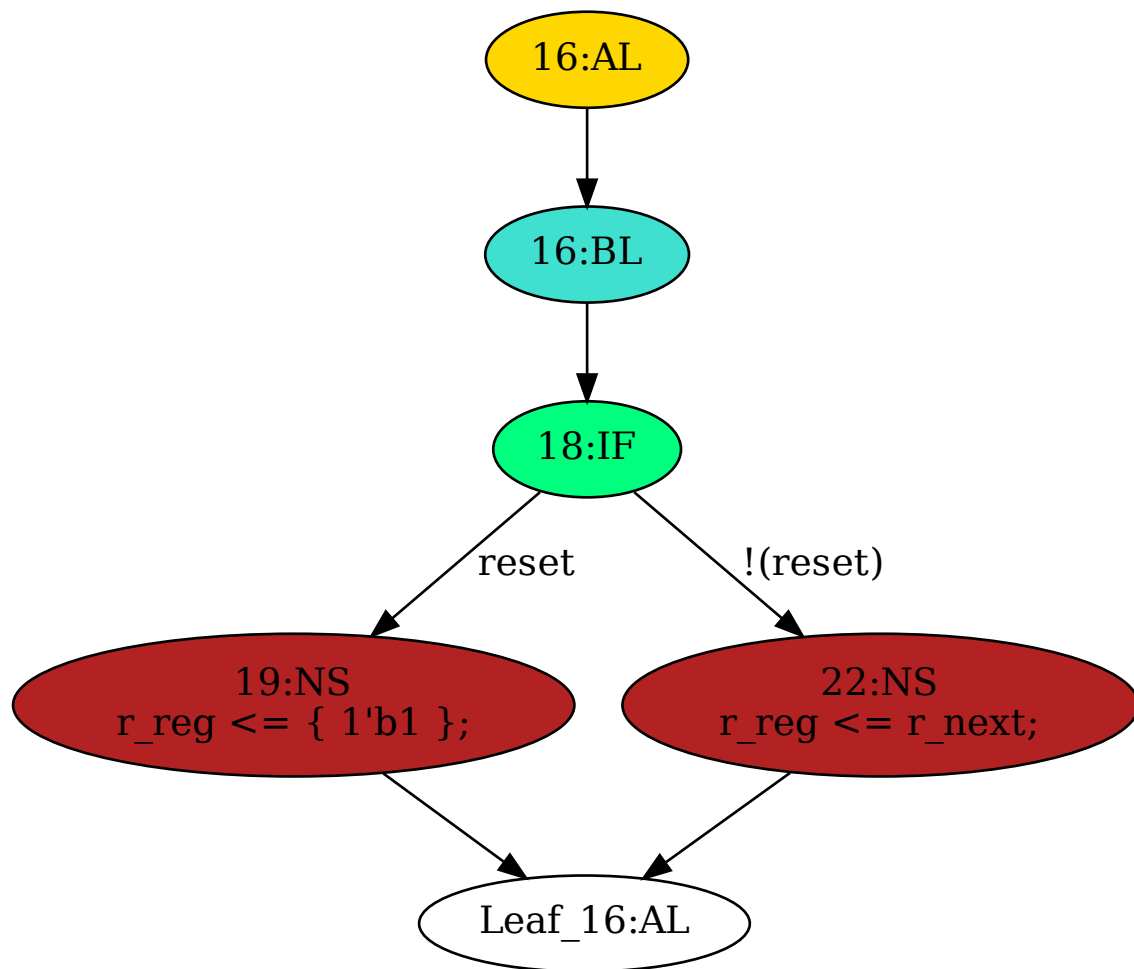 16:AL
16:BL
18:IF
reset
!(reset)
19:NS
r_reg <= { 1'b1 };
22:NS
r_reg <= r_next;
Leaf_16:AL